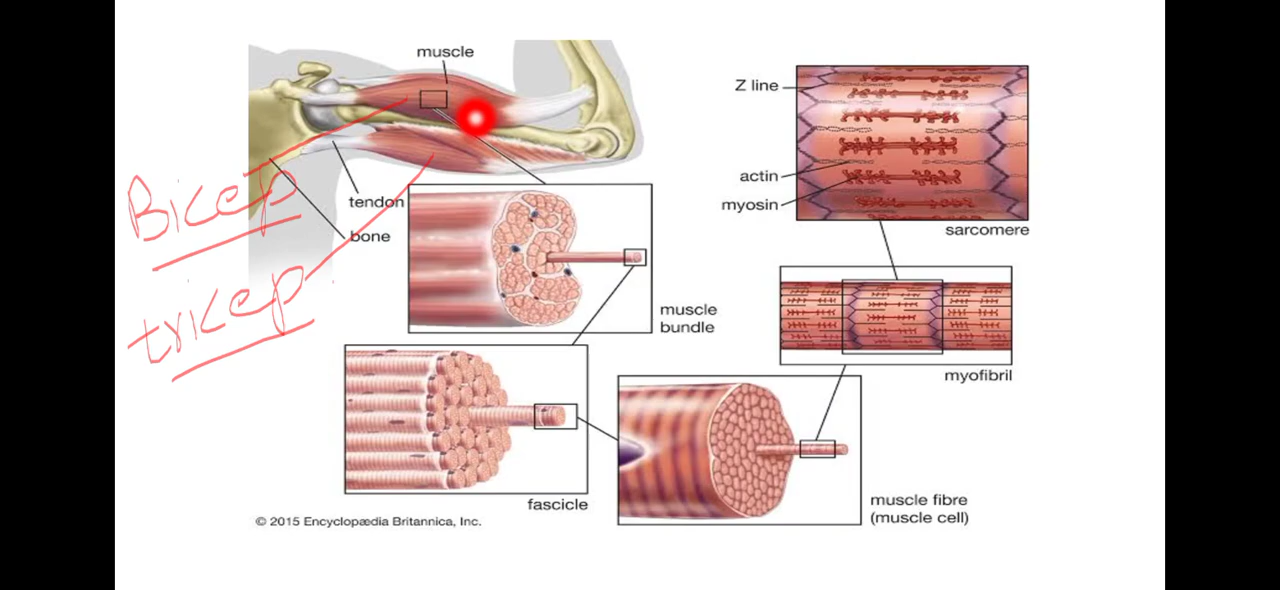 muscle
tendon
bone
Bicep
tricep
muscle
bundle
fascicle
muscle fibre
(muscle cell)
Z line
actin
myosin
sarcomere
myofibril
© 2015 Encyclopædia Britannica, Inc.